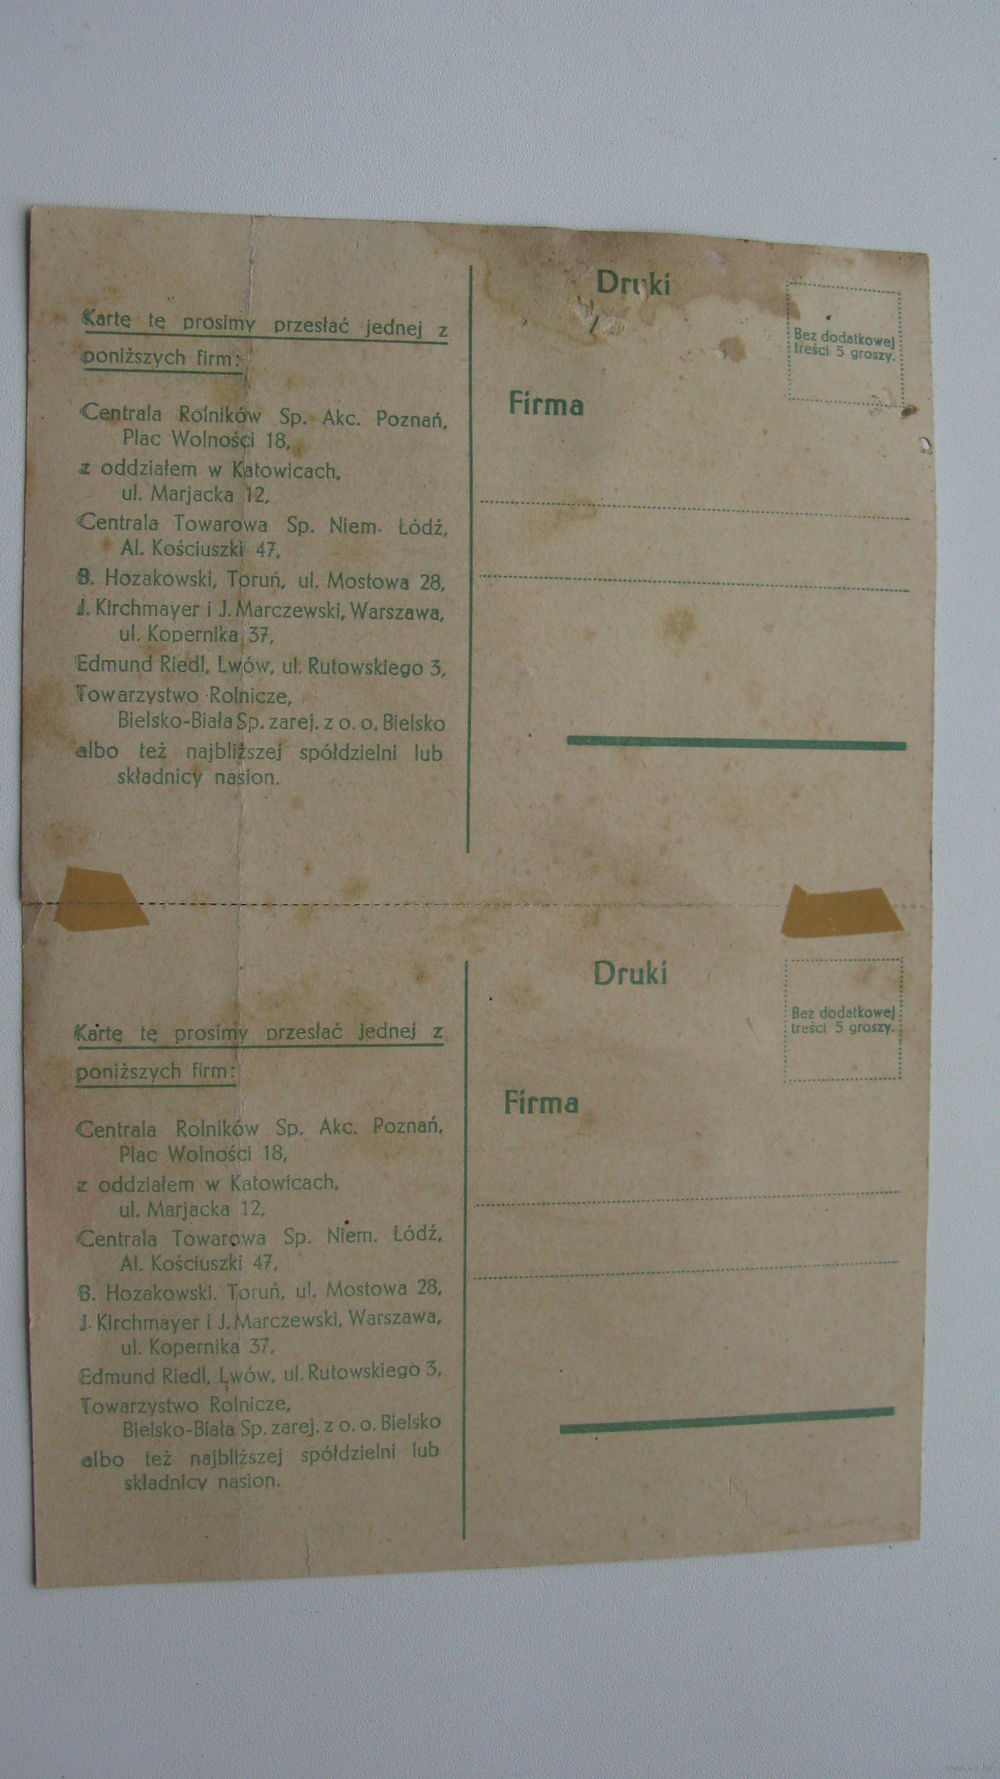 Kartę tę prosimy przesłać jednej z
poniższych firm:
Centrala Rolników Sp. Akc. Poznań,
Plac Wolności 18,
z oddziałem w Katowicach,
ul. Marjacka 12,
Centrala Towarowa Sp. Niem. Łódź,
Al. Kościuszki 47,
B. Hozakowski, Toruń, ul. Mostowa 28,
J. Kirchmayer i J. Marczewski, Warszawa,
ul. Kopernika 37,
Edmund Riedl, Lwów, ul. Rutowskiego 3,
Towarzystwo Rolnicze,
Bielsko-Biała Sp. zarej. z o. o. Bielsko
albo też najbliższej spółdzielni lub
składnicy nasion.
Druki
Bez dodatkowej
treści 5 groszy.
Firma
Kartę tę prosimy przesłać jednej z
poniższych firm:
Centrala Rolników Sp. Akc. Poznań,
Plac Wolności 18,
z oddziałem w Katowicach,
ul. Marjacka 12,
Centrala Towarowa Sp. Niem. Łódź,
Al. Kościuszki 47,
B. Hozakowski. Toruń, ul. Mostowa 28,
J. Kirchmayer i J. Marczewski, Warszawa,
ul. Kopernika 37,
Edmund Riedl, Lwów, ul. Rutowskiego 3,
Towarzystwo Rolnicze,
Bielsko-Biała Sp. zarej. z o. o. Bielsko
albo też najbliższej spółdzielni lub
składnicy nasion.
Druki
Bez dodatkowej
treści 5 groszy.
Firma